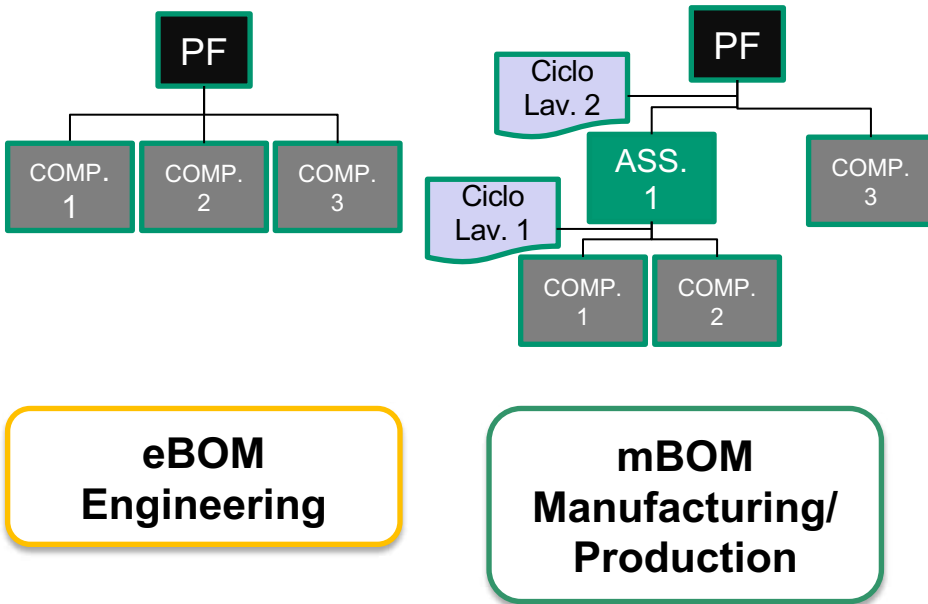 PF
COMP.
1
COMP.
2
COMP.
3
PF
Ciclo
Lav. 2
ASS.
1
COMP.
3
Ciclo
Lav. 1
COMP.
1
COMP.
2
eBOM
Engineering
mBOM
Manufacturing/
Production